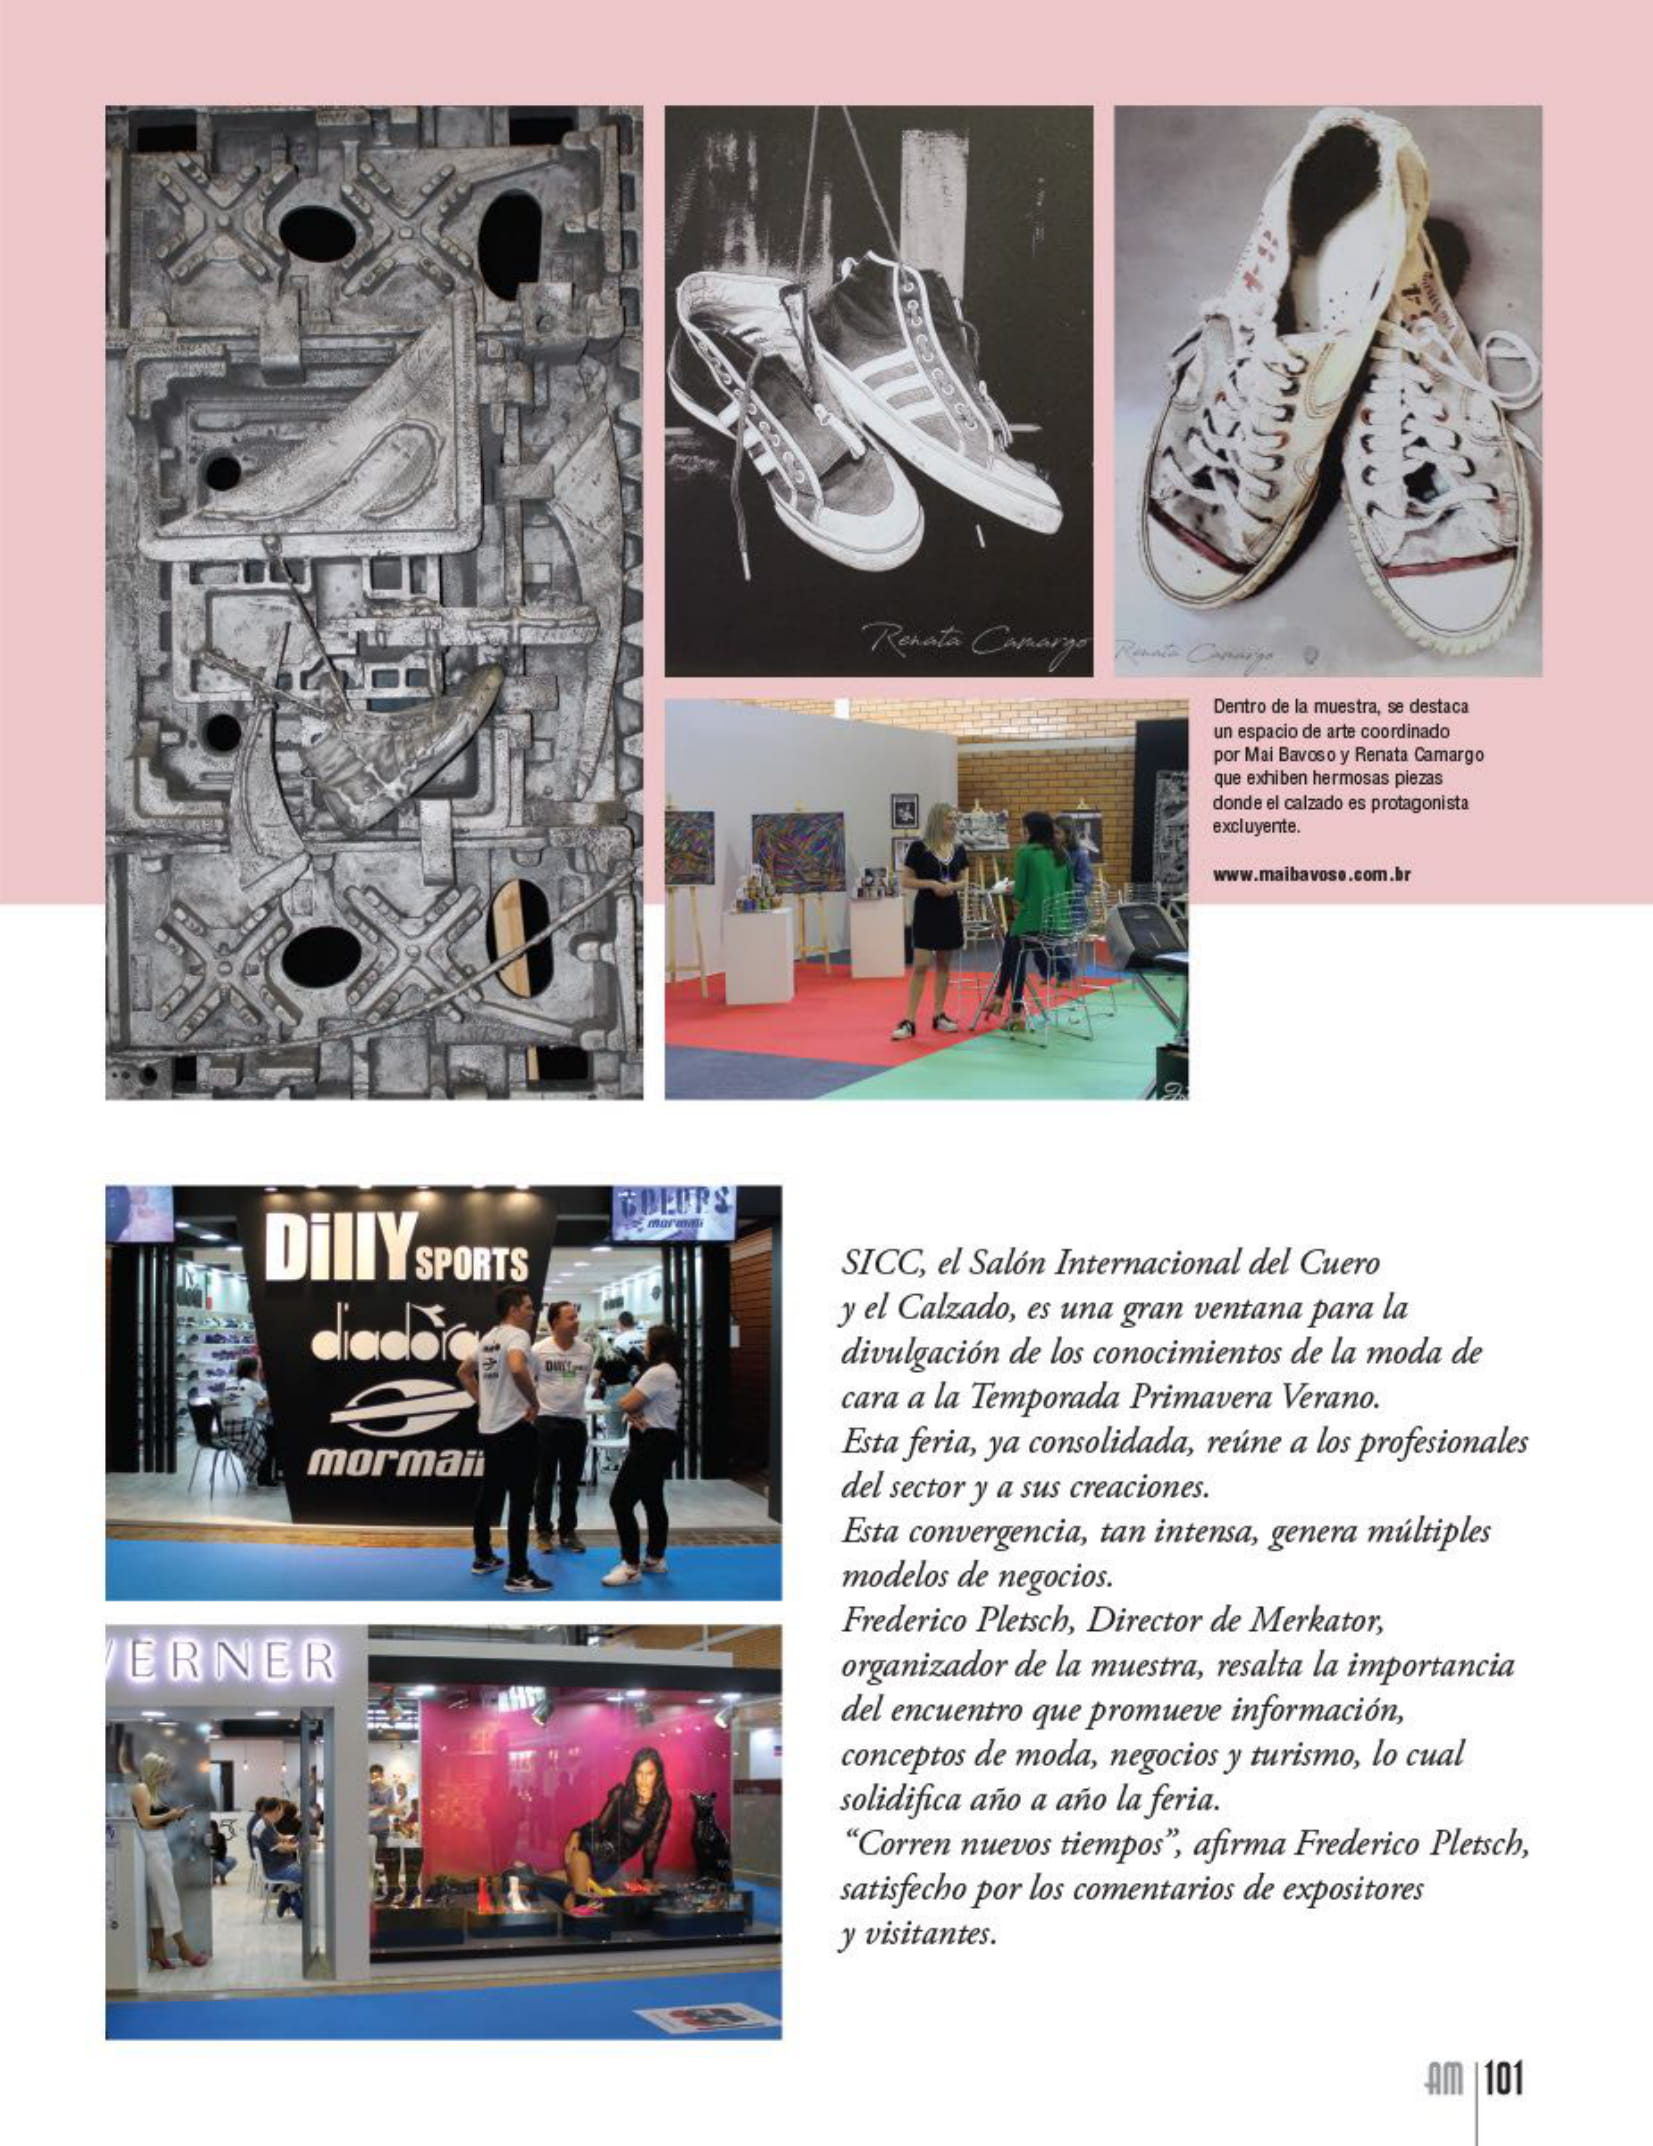 Renata Camargo
Renata Camargo
Dentro de la muestra, se destaca
un espacio de arte coordinado
por Mai Bavoso y Renata Camargo
que exhiben hermosas piezas
donde el calzado es protagonista
excluyente.
www.maibavoso.com.br
COLORS
mormaii
DillY SPORTS
diadora
mormaii
DillY
ERNER
SICC, el Salón Internacional del Cuero
y el Calzado, es una gran ventana para la
divulgación de los conocimientos de la moda de
cara a la Temporada Primavera Verano.
Esta feria, ya consolidada, reúne a los profesionales
del sector y a sus creaciones.
Esta convergencia, tan intensa, genera múltiples
modelos de negocios.
Frederico Pletsch, Director de Merkator,
organizador de la muestra, resalta la importancia
del encuentro que promueve información,
conceptos de moda, negocios y turismo, lo cual
solidifica año a año la feria.
“Corren nuevos tiempos”, afirma Frederico Pletsch,
satisfecho por los comentarios de expositores
y visitantes.
AM 101